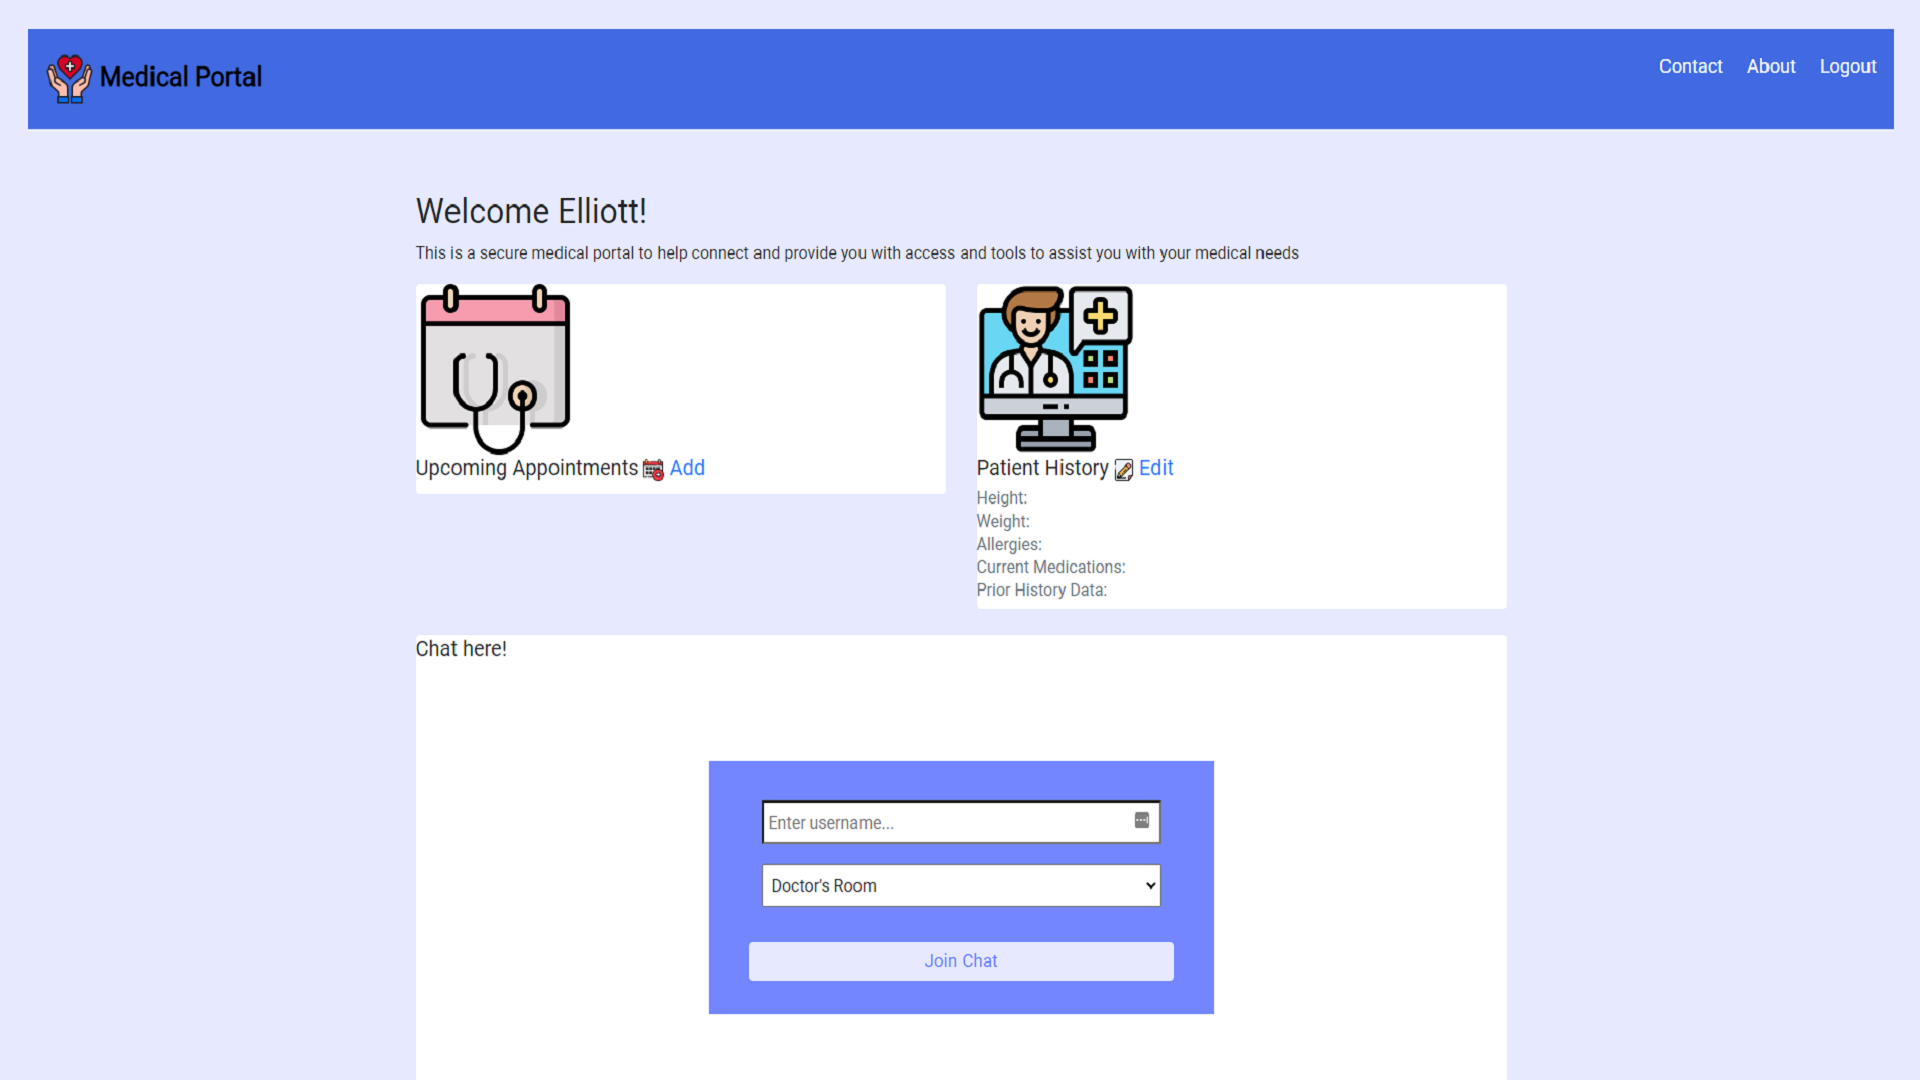 Medical Portal
Contact About Logout
Welcome Elliott!
This is a secure medical portal to help connect and provide you with access and tools to assist you with your medical needs
Upcoming Appointments Add
Patient History Edit
Height:
Weight:
Allergies:
Current Medications:
Prior History Data:
Chat here!
Enter username...
Doctor's Room
Join Chat